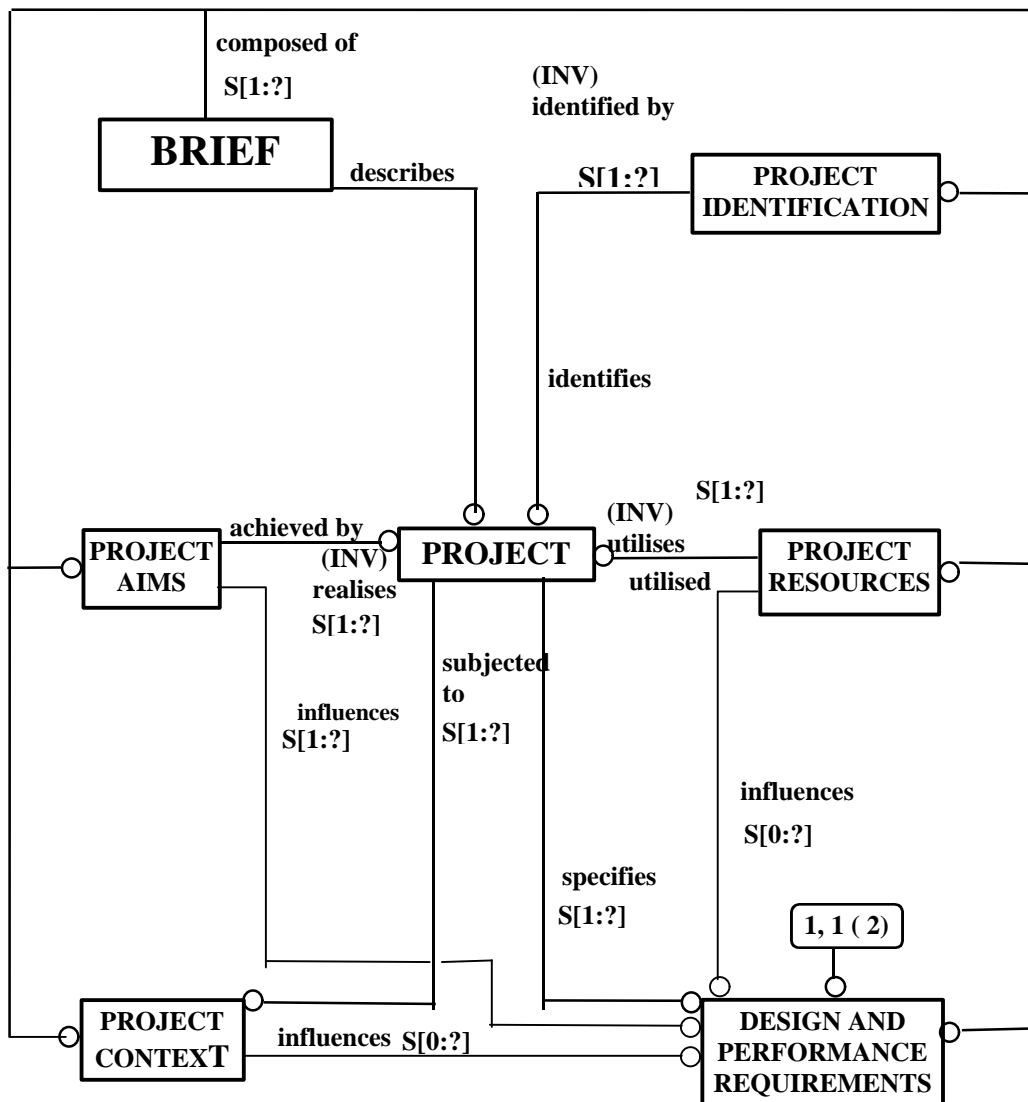 composed of
S[1:?]
BRIEF
describes
(INV)
identified by
S[1:?]
PROJECT
IDENTIFICATION
identifies
PROJECT
AIMS
achieved by
(INV)
realises
S[1:?]
PROJECT
S[1:?]
(INV)
utilises
utilised
PROJECT
RESOURCES
influences
S[1:?]
subjected
to
S[1:?]
influences
S[0:?]
specifies
S[1:?]
1, 1 ( 2)
PROJECT
CONTEXT
influences S[0:?]
DESIGN AND
PERFORMANCE
REQUIREMENTS